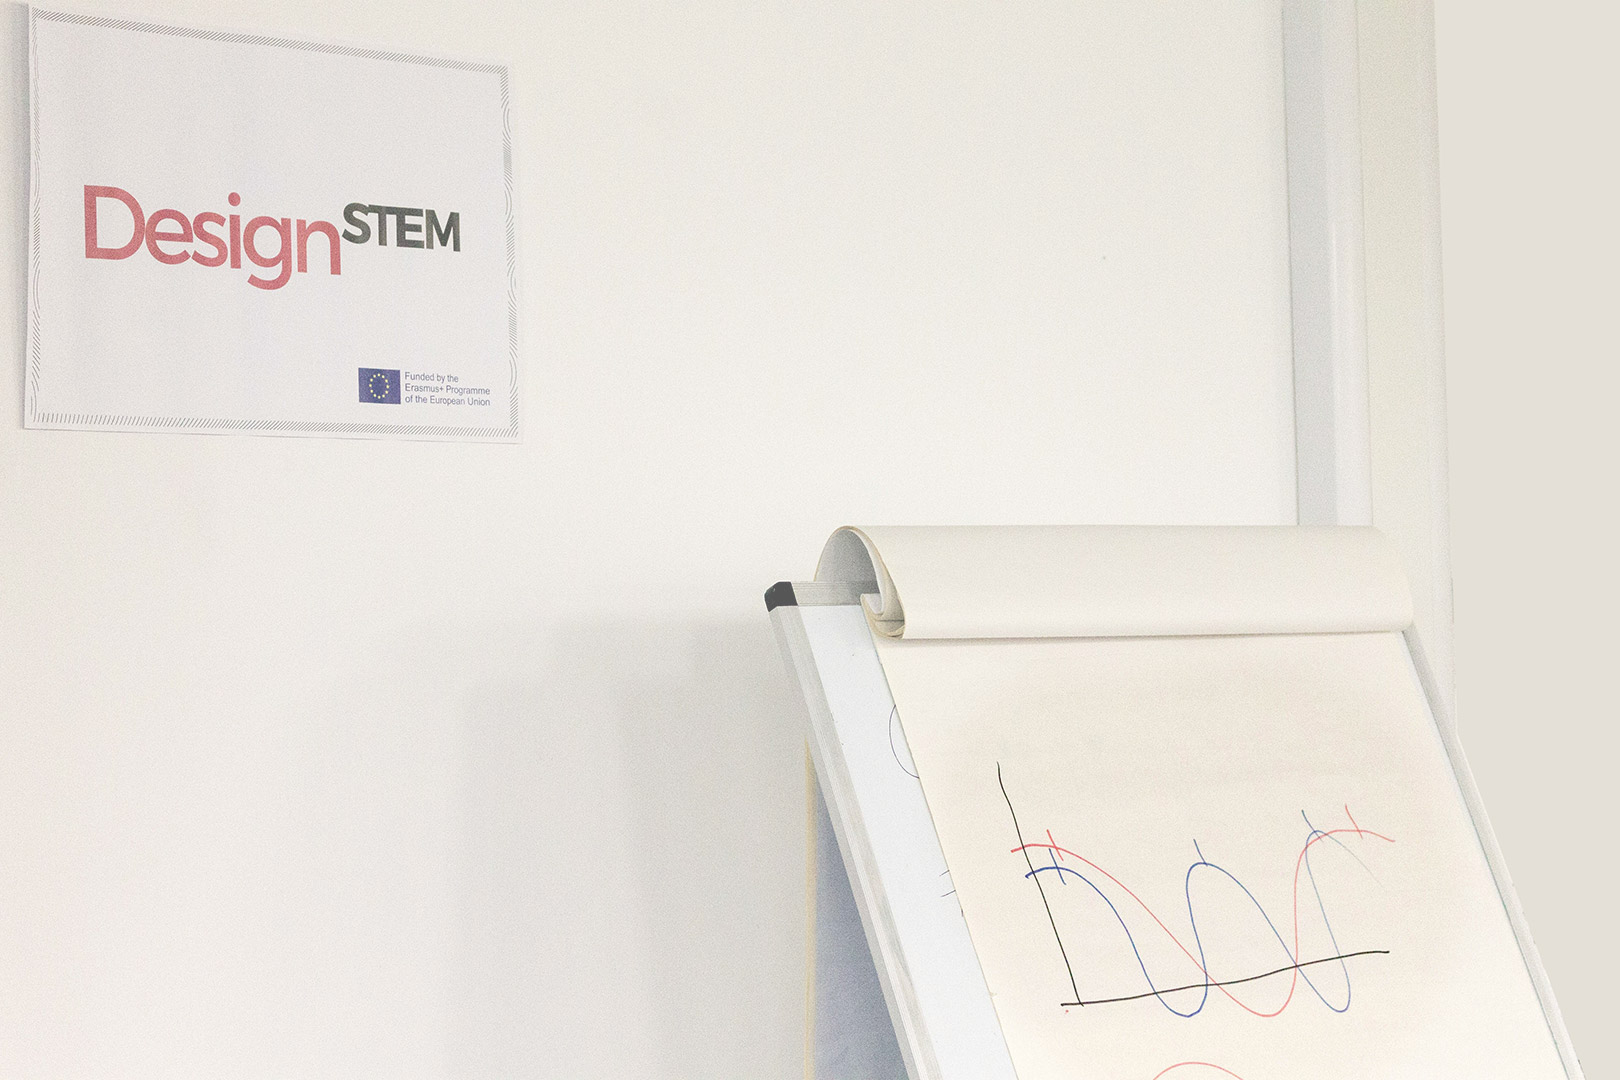 DesignSTEM
Funded by the
Erasmus+ Programme
of the European Union